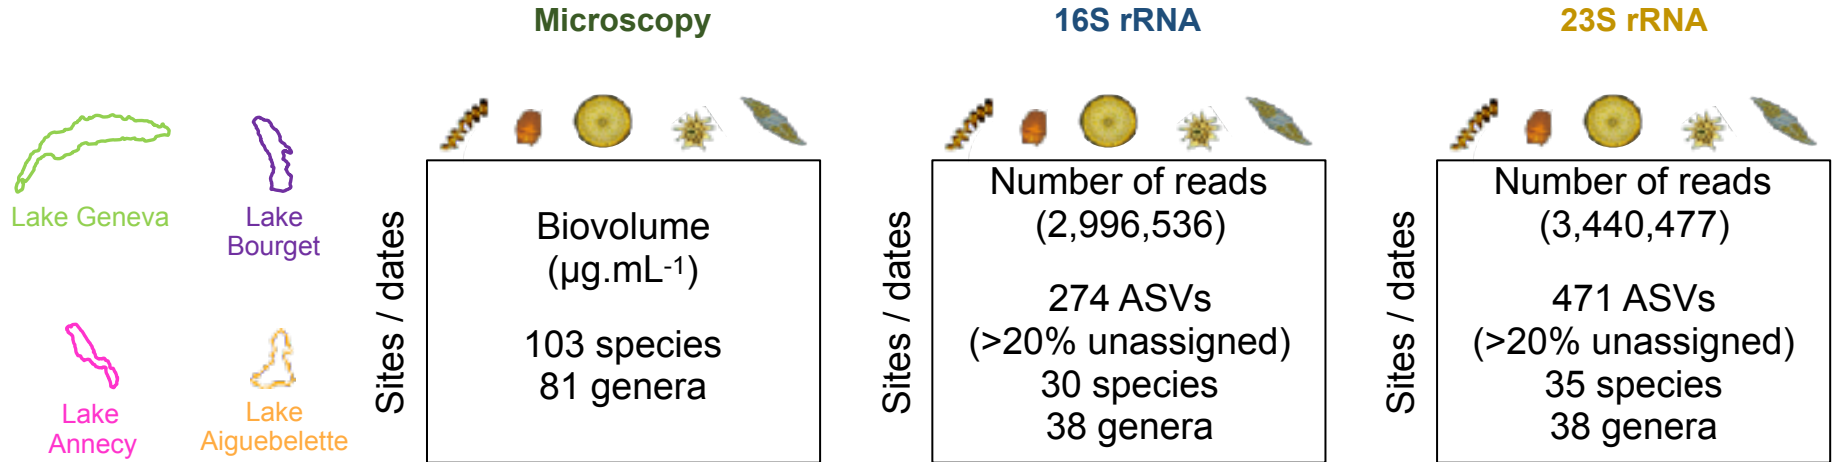 Microscopy
16S rRNA
23S rRNA
Lake Geneva
Lake
Bourget
Lake
Annecy
Lake
Aiguebelette
Sites / dates
Biovolume
(µg.mL-1)
103 species
81 genera
Sites / dates
Number of reads
(2,996,536)
274 ASVs
(>20% unassigned)
30 species
38 genera
Sites / dates
Number of reads
(3,440,477)
471 ASVs
(>20% unassigned)
35 species
38 genera